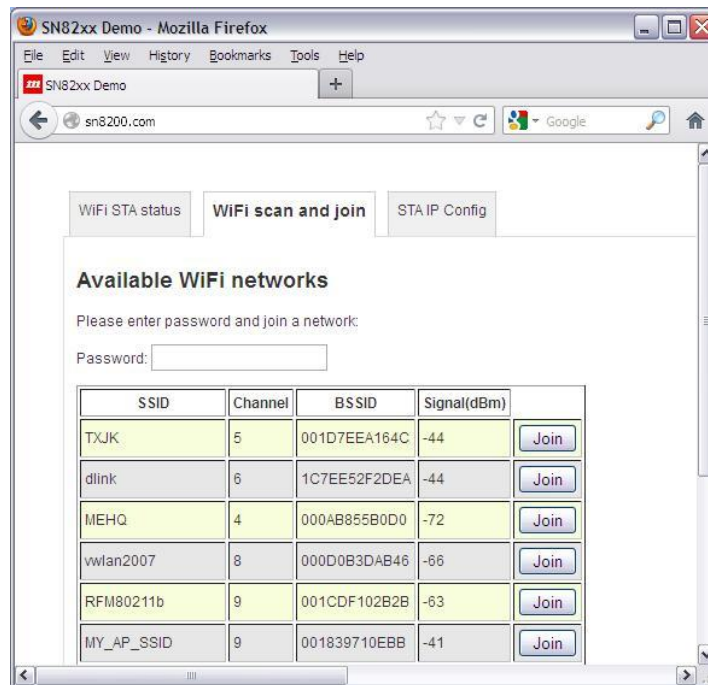 SN82xx Demo - Mozilla Firefox
File Edit View History Bookmarks Tools Help
SN82xx Demo
sn8200.com Google
WiFi STA status WiFi scan and join STA IP Config
Available WiFi networks
Please enter password and join a network:
Password:
SSID Channel BSSID Signal(dBm)
TXJK 5 001D7EEA164C -44 Join
dlink 6 1C7EE52F2DEA -44 Join
MEHQ 4 000AB855B0D0 -72 Join
vwlan2007 8 000D0B3DAB46 -66 Join
RFM80211b 9 001CDF102B2B -63 Join
MY_AP_SSID 9 001839710EBB -41 Join